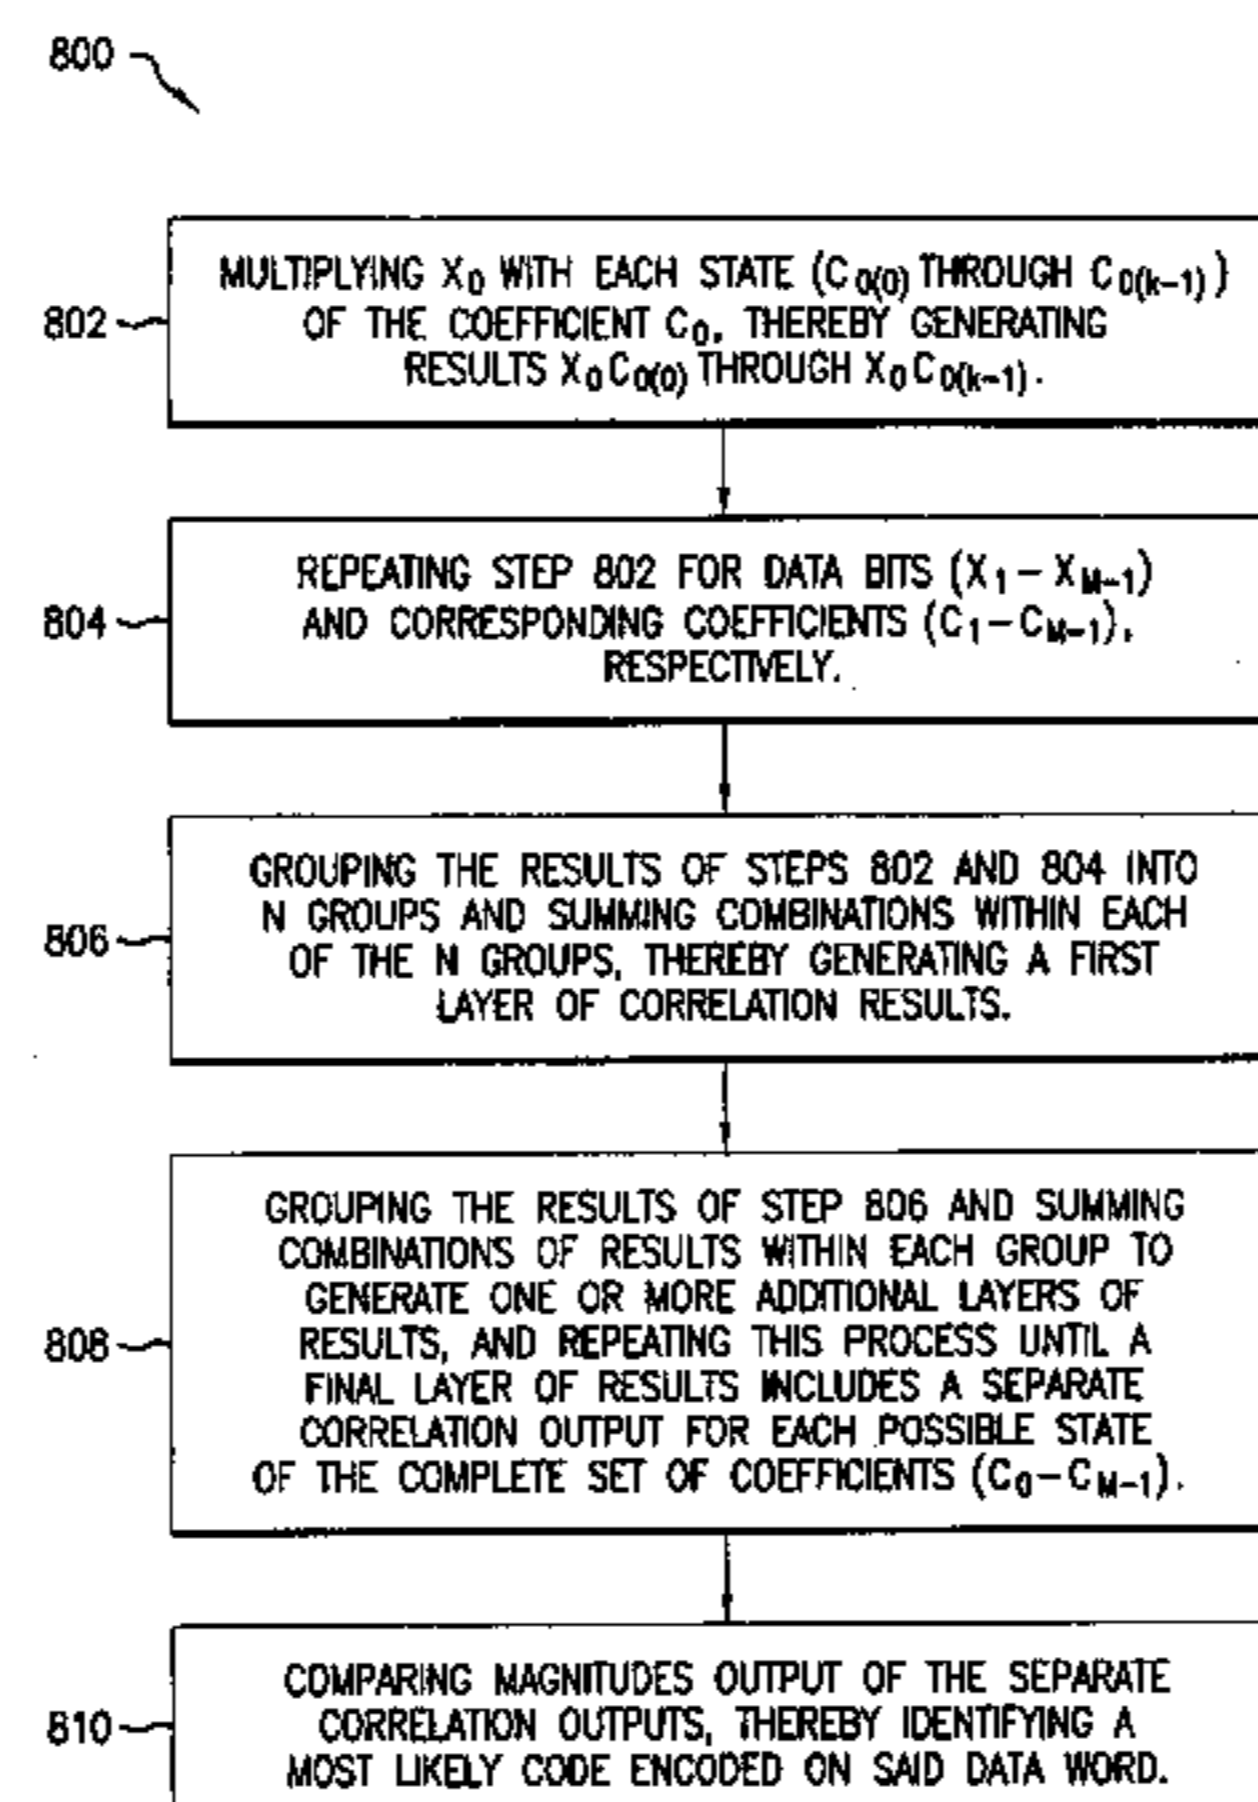 800
MULTIPLYING X₀ WITH EACH STATE (C₀₍₀₎ THROUGH C₀₍ₖ₋₁₎)
802
OF THE COEFFICIENT C₀, THEREBY GENERATING
RESULTS X₀C₀₍₀₎ THROUGH X₀C₀₍ₖ₋₁₎.
REPEATING STEP 802 FOR DATA BITS (X₁ – X_M–1)
804
AND CORRESPONDING COEFFICIENTS (C₁–C_M–1),
RESPECTIVELY.
GROUPING THE RESULTS OF STEPS 802 AND 804 INTO
N GROUPS AND SUMMING COMBINATIONS WITHIN EACH
806
OF THE N GROUPS, THEREBY GENERATING A FIRST
LAYER OF CORRELATION RESULTS.
GROUPING THE RESULTS OF STEP 806 AND SUMMING
COMBINATIONS OF RESULTS WITHIN EACH GROUP TO
GENERATE ONE OR MORE ADDITIONAL LAYERS OF
808
RESULTS, AND REPEATING THIS PROCESS UNTIL A
FINAL LAYER OF RESULTS INCLUDES A SEPARATE
CORRELATION OUTPUT FOR EACH POSSIBLE STATE
OF THE COMPLETE SET OF COEFFICIENTS (C₀–C_M–1).
COMPARING MAGNITUDES OUTPUT OF THE SEPARATE
810
CORRELATION OUTPUTS, THEREBY IDENTIFYING A
MOST LIKELY CODE ENCODED ON SAID DATA WORD.